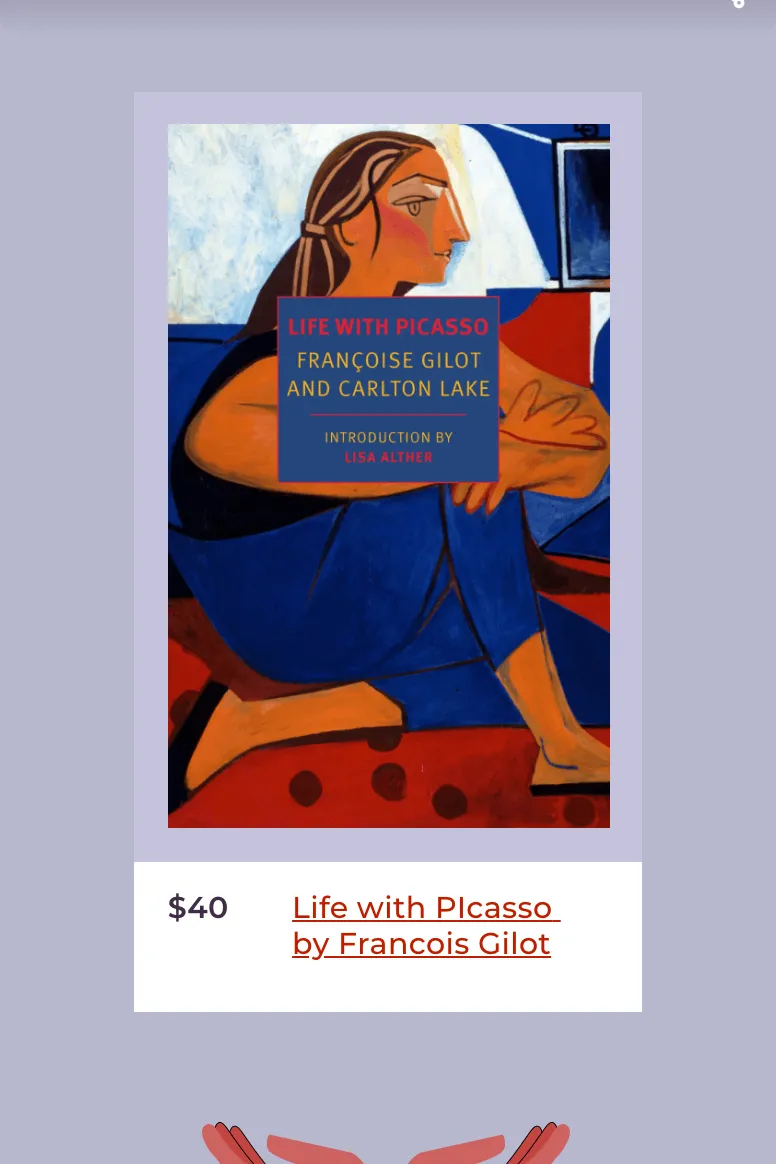 LIFE WITH PICASSO
FRANÇOISE GILOT
AND CARLTON LAKE
INTRODUCTION BY
LISA ALTHER
$40
Life with PIcasso
by Francois Gilot